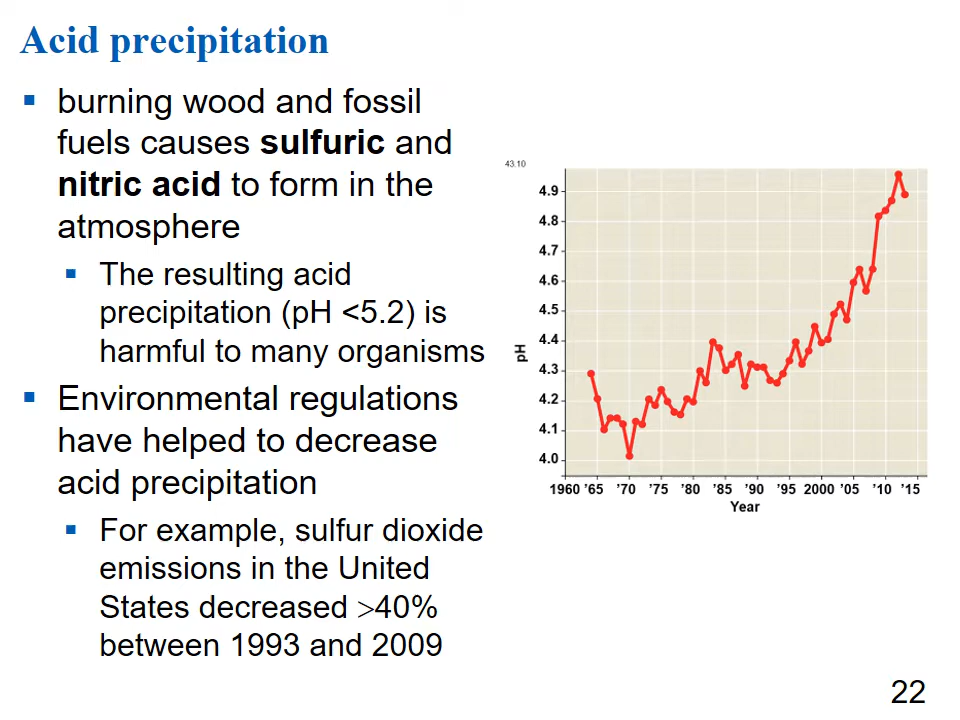 Acid precipitation
▪ burning wood and fossil
fuels causes sulfuric and
nitric acid to form in the
atmosphere
▪ The resulting acid
precipitation (pH <5.2) is
harmful to many organisms
▪ Environmental regulations
have helped to decrease
acid precipitation
▪ For example, sulfur dioxide
emissions in the United
States decreased >40%
between 1993 and 2009
43.10
4.9
4.8
4.7
4.6
4.5
4.4
4.3
4.2
4.1
4.0
pH
1960 ’65 ’70 ’75 ’80 ’85 ’90 ’95 2000 ’05 ’10 ’15
Year
22